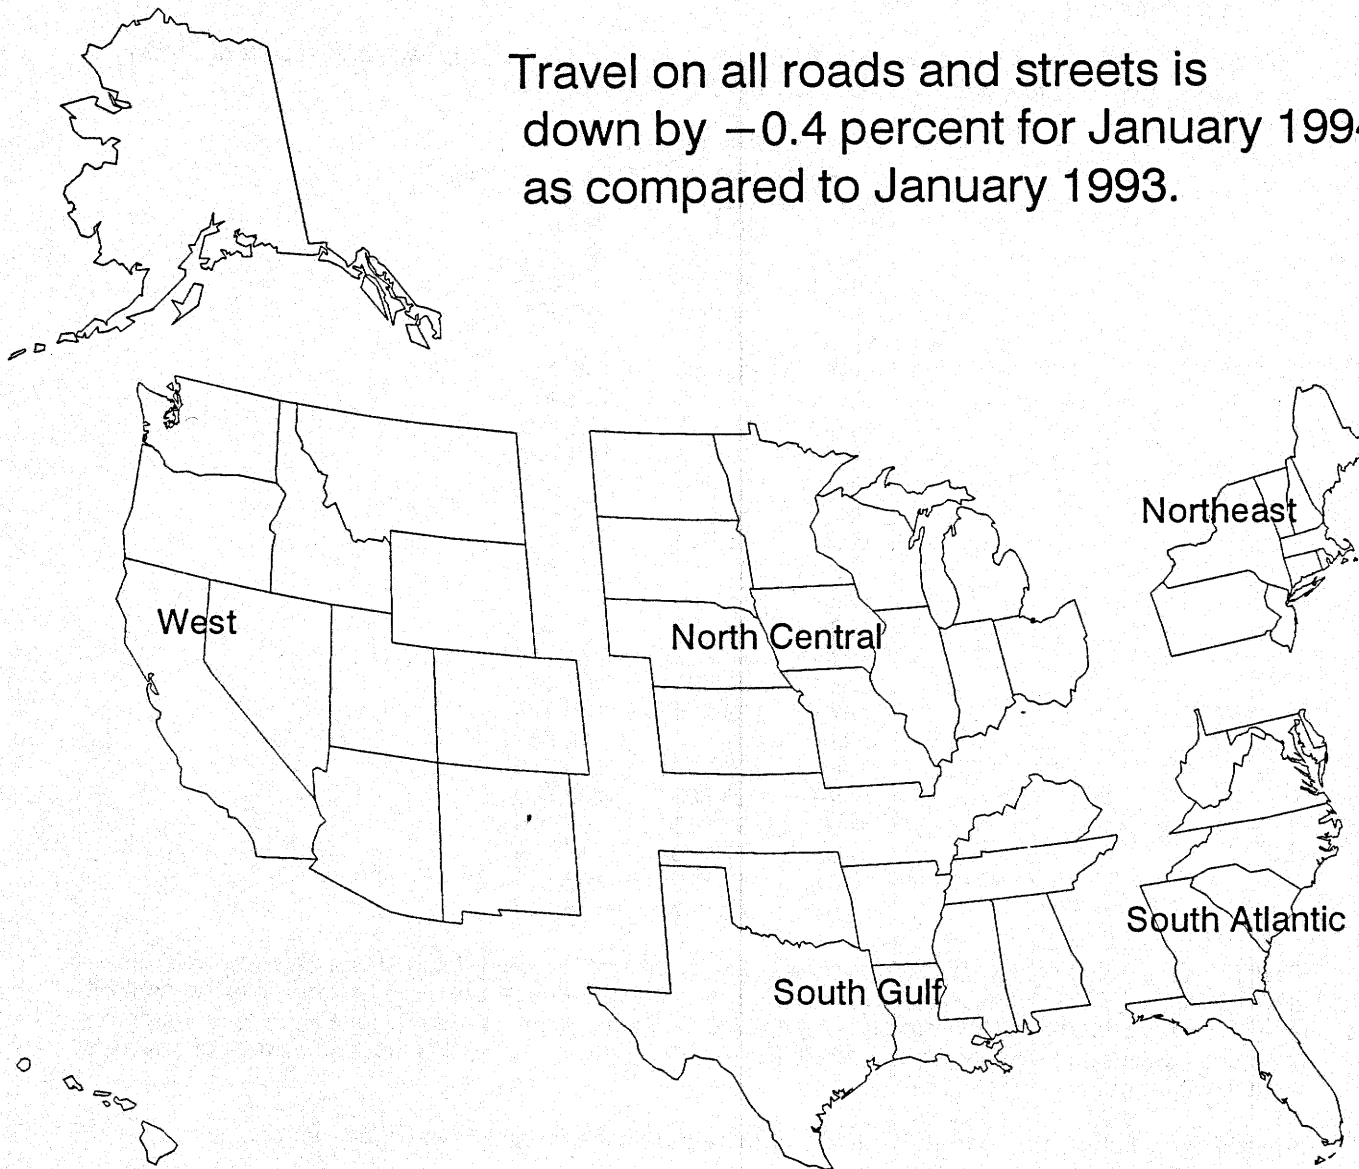 Travel on all roads and streets is
down by −0.4 percent for January 199
as compared to January 1993.
Northeast
West
North Central
South Atlantic
South Gulf